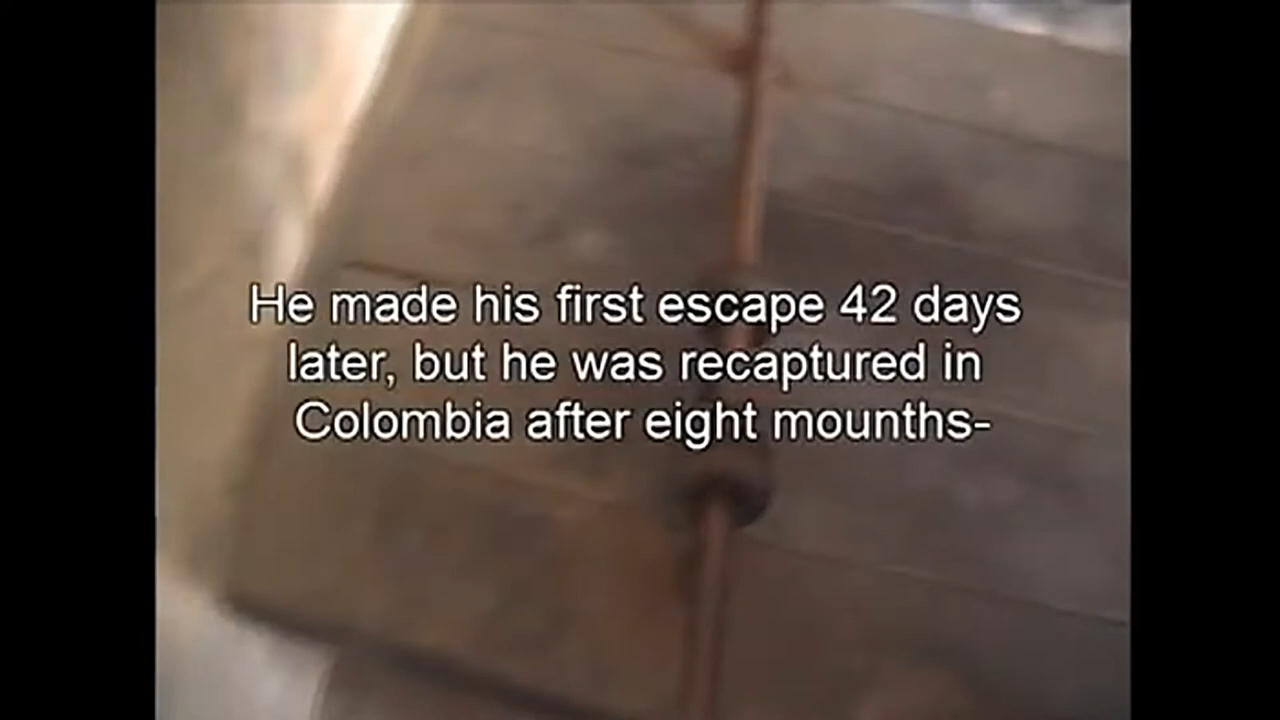 He made his first escape 42 days
later, but he was recaptured in
Colombia after eight mounths-